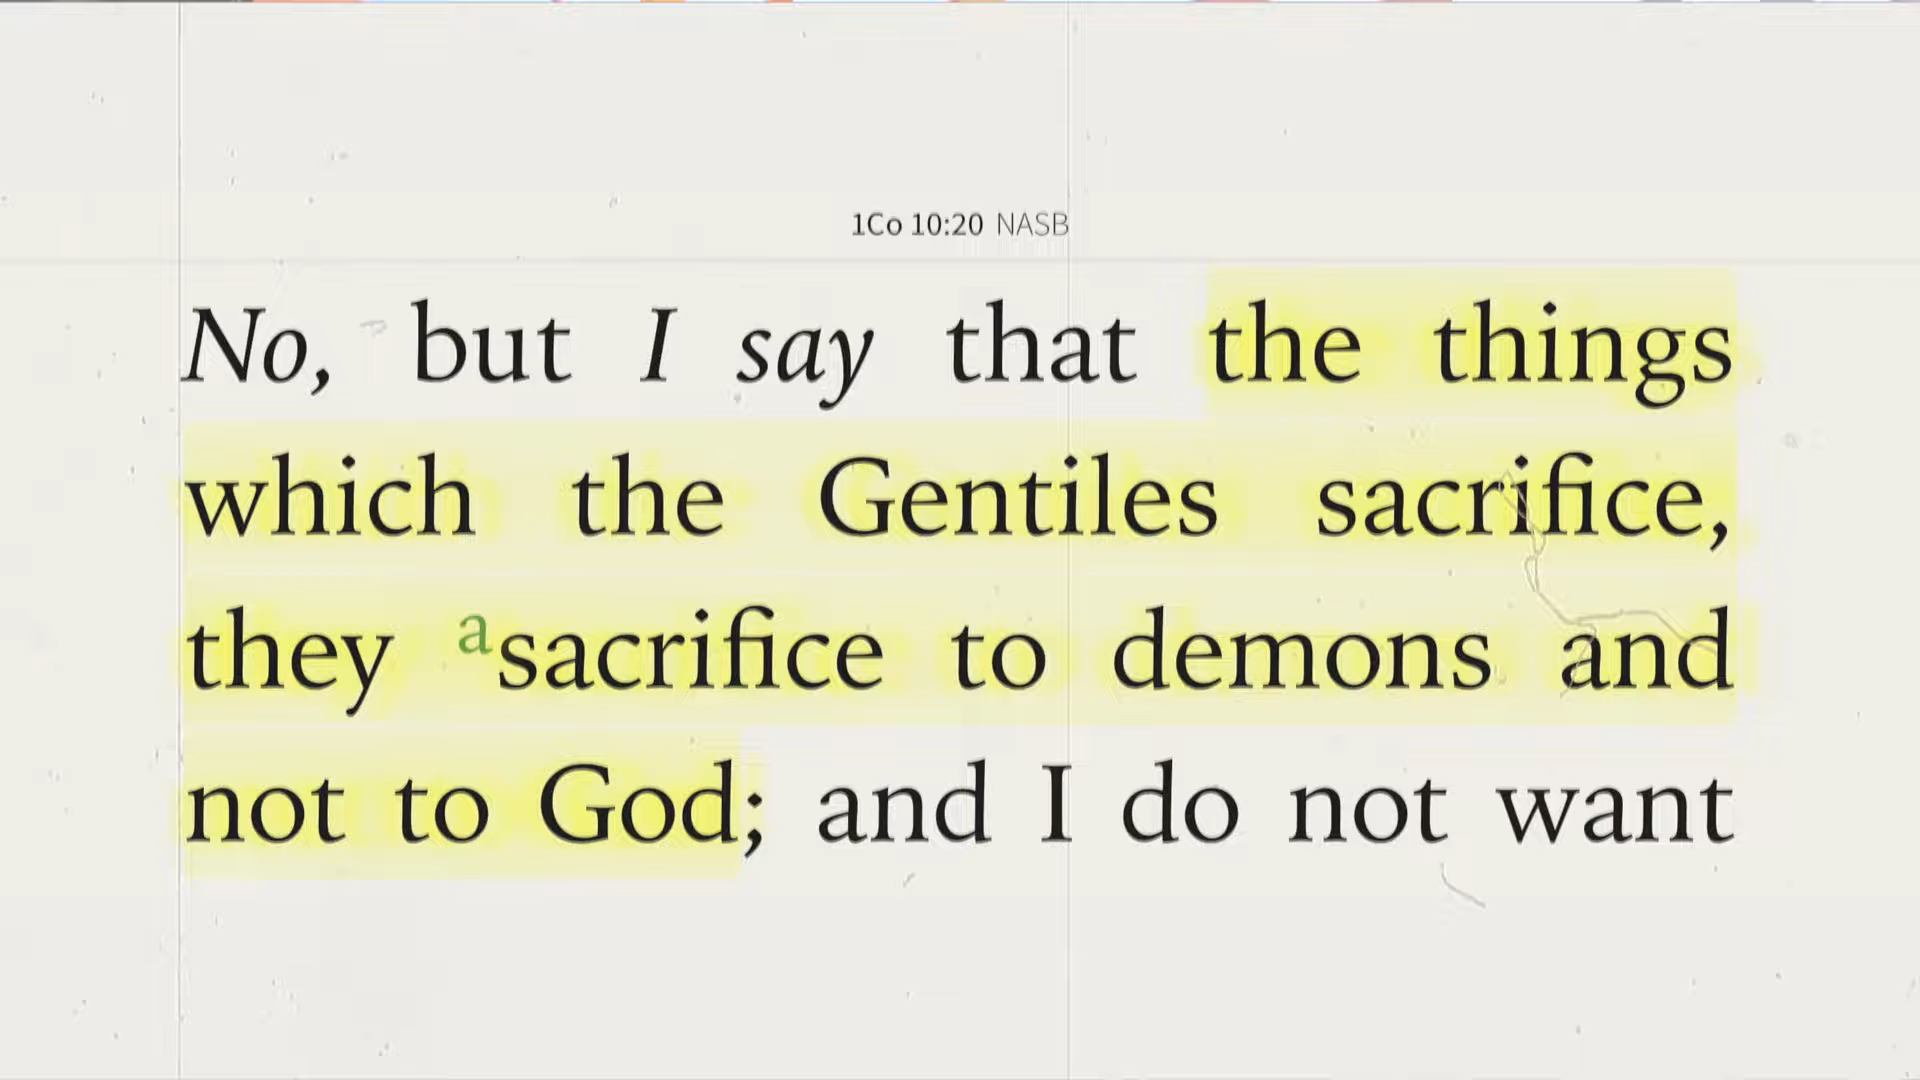 1Co 10:20 NASB
No, but I say that the things
which the Gentiles sacrifice,
they ᵃsacrifice to demons and
not to God; and I do not want